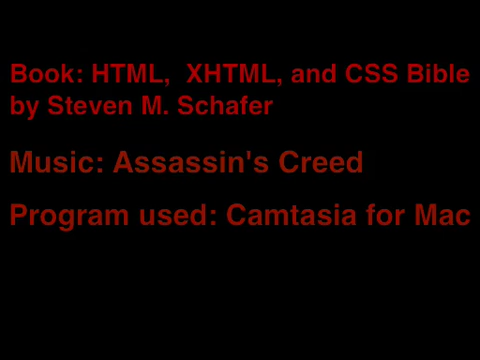 Book: HTML,  XHTML, and CSS Bible
by Steven M. Schafer
Music: Assassin's Creed
Program used: Camtasia for Mac